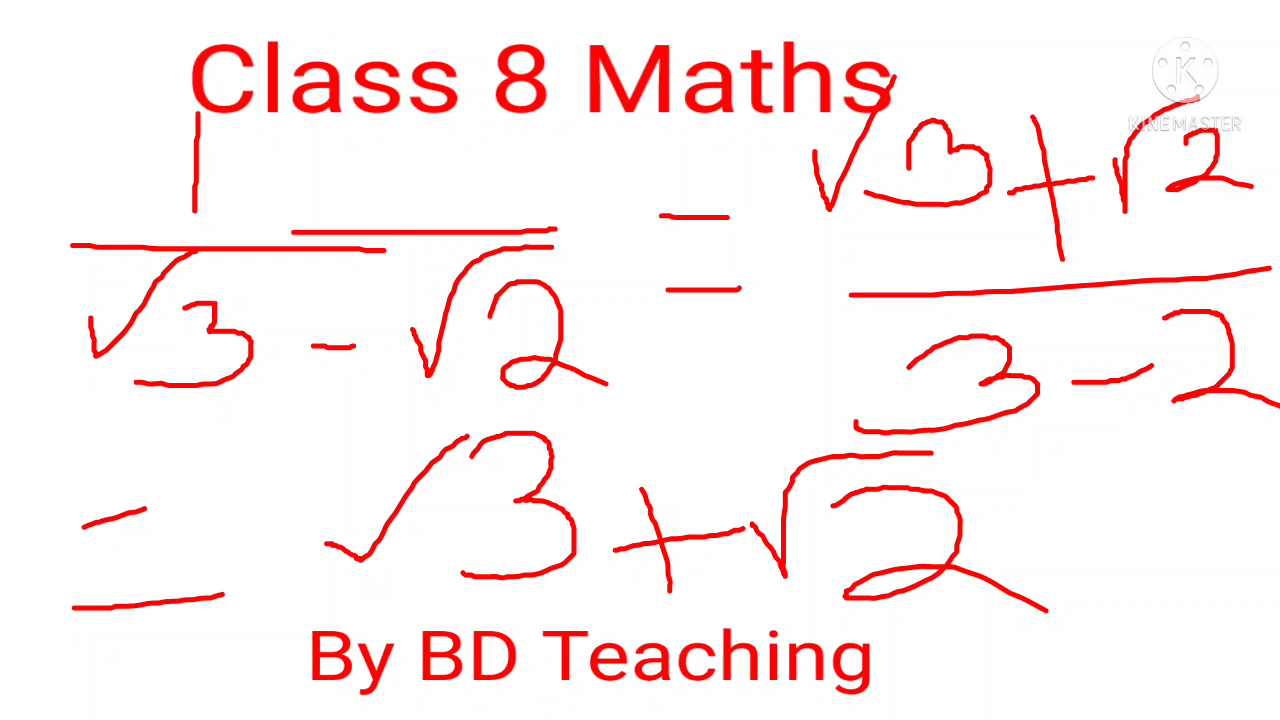 Class 8 Maths
K
KINEMASTER
1/(√3 - √2) = (√3 + √2)/(3 - 2)
= √3 + √2
By BD Teaching